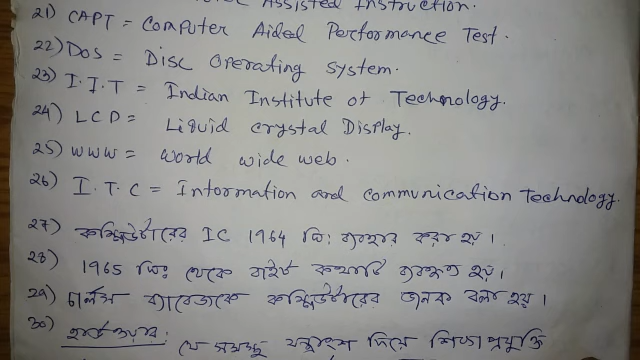 Assisted Instruction.
21) CAPT = Computer Aided Performance Test.
22) DOS = Disc Operating System.
23) I.I.T = Indian Institute of Technology.
24) LCD = Liquid Crystal Display.
25) WWW = World wide web.
26) I.T.C = Information and Communication Technology.
27) কম্পিউটারের IC 1964 খ্রি: ব্যবহার করা হয়।
28) 1965 খ্রিঃ থেকে বাইট কথাটি ব্যবহৃত হয়।
29) চার্লস ব্যাবেজকে কম্পিউটারের জনক বলা হয়।
30) হার্ডওয়ার: যে সমস্ত যন্ত্রাংশ দিয়ে শিক্ষা প্রযুক্তি